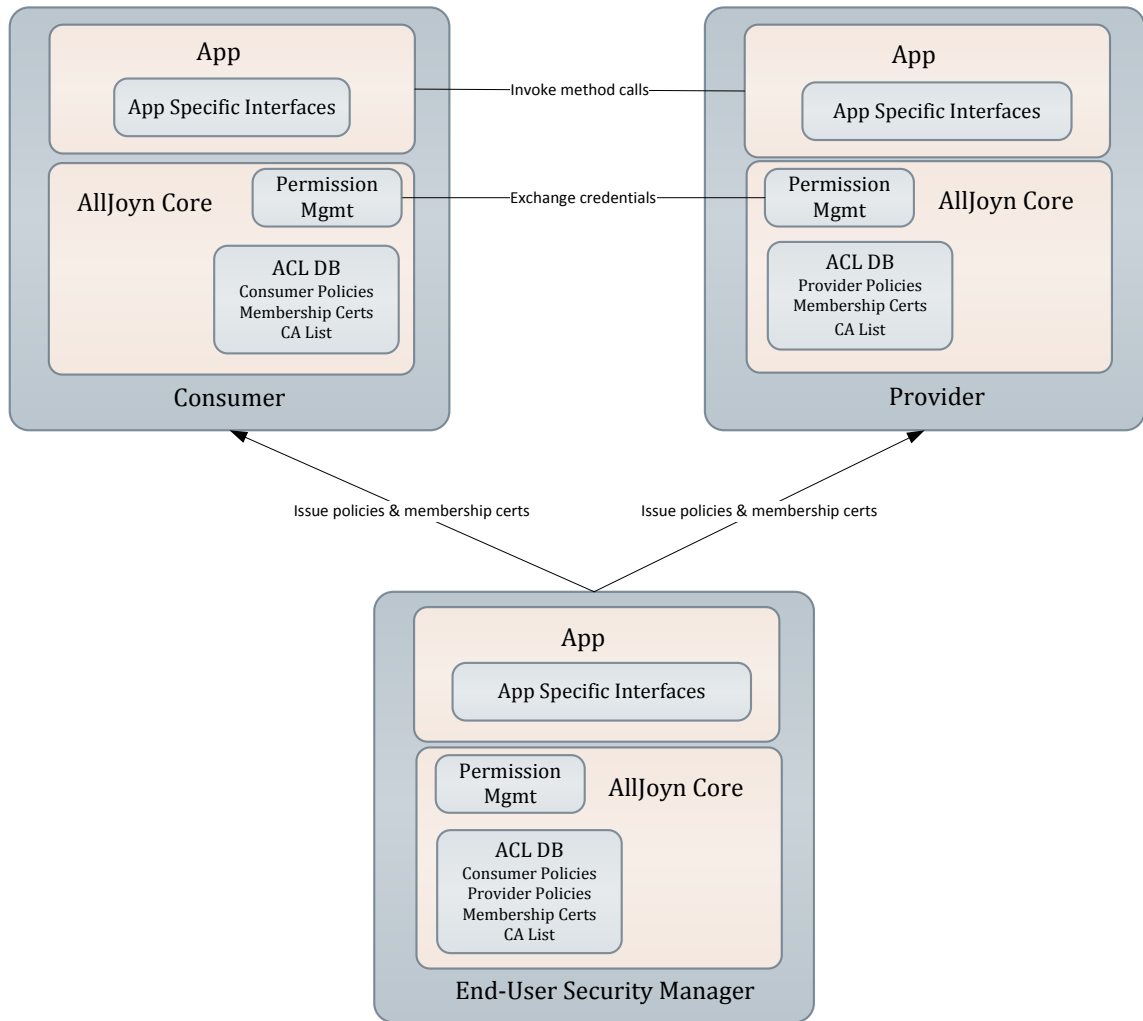 App
App Specific Interfaces
AllJoyn Core
Permission
Mgmt
ACL DB
Consumer Policies
Membership Certs
CA List
Consumer
Invoke method calls
Exchange credentials
App
App Specific Interfaces
Permission
Mgmt
AllJoyn Core
ACL DB
Provider Policies
Membership Certs
CA List
Provider
Issue policies & membership certs
Issue policies & membership certs
App
App Specific Interfaces
Permission
Mgmt
AllJoyn Core
ACL DB
Consumer Policies
Provider Policies
Membership Certs
CA List
End-User Security Manager